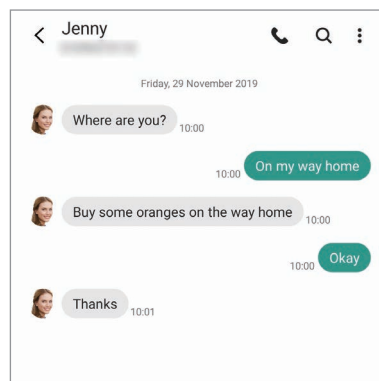 Jenny
Friday, 29 November 2019
Where are you?
10:00
On my way home
10:00
Buy some oranges on the way home
10:00
Okay
10:00
Thanks
10:01